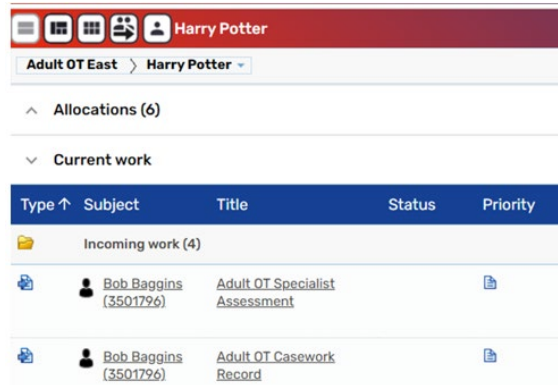 Harry Potter
Adult OT East > Harry Potter
Allocations (6)
Current work
Type ↑ Subject Title Status Priority
Incoming work (4)
Bob Baggins Adult OT Specialist
(3501796) Assessment
Bob Baggins Adult OT Casework
(3501796) Record